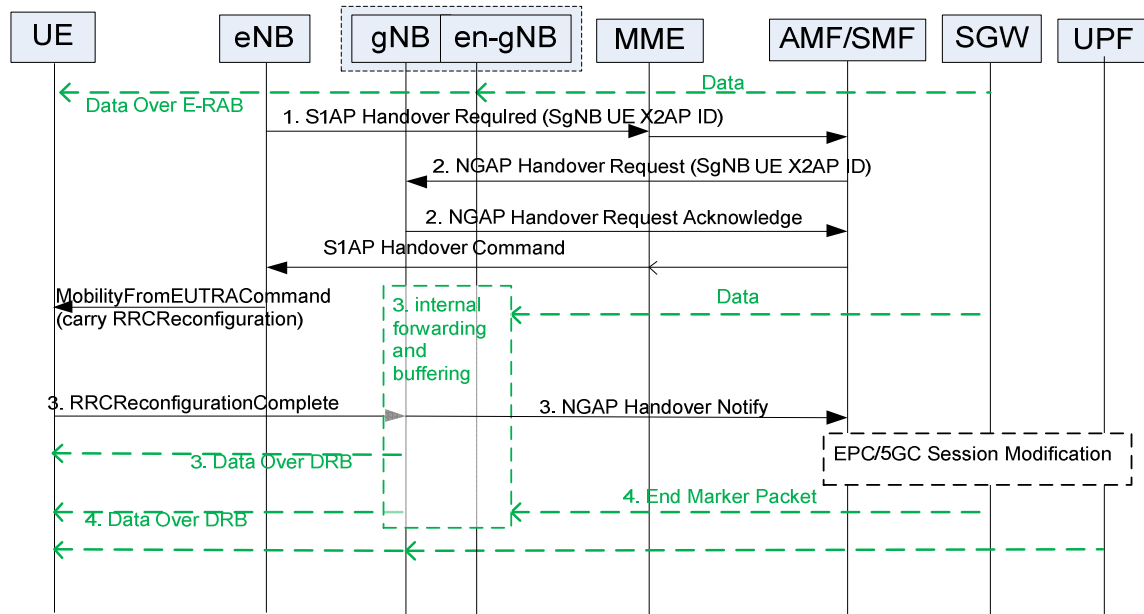 UE
eNB
gNB
en-gNB
MME
AMF/SMF
SGW
UPF
Data
Data Over E-RAB
1. S1AP Handover Required (SgNB UE X2AP ID)
2. NGAP Handover Request (SgNB UE X2AP ID)
2. NGAP Handover Request Acknowledge
S1AP Handover Command
MobilityFromEUTRACommand
(carry RRCReconfiguration)
3. internal
forwarding
and
buffering
Data
3. RRCReconfigurationComplete
3. NGAP Handover Notify
3. Data Over DRB
EPC/5GC Session Modification
4. End Marker Packet
4. Data Over DRB